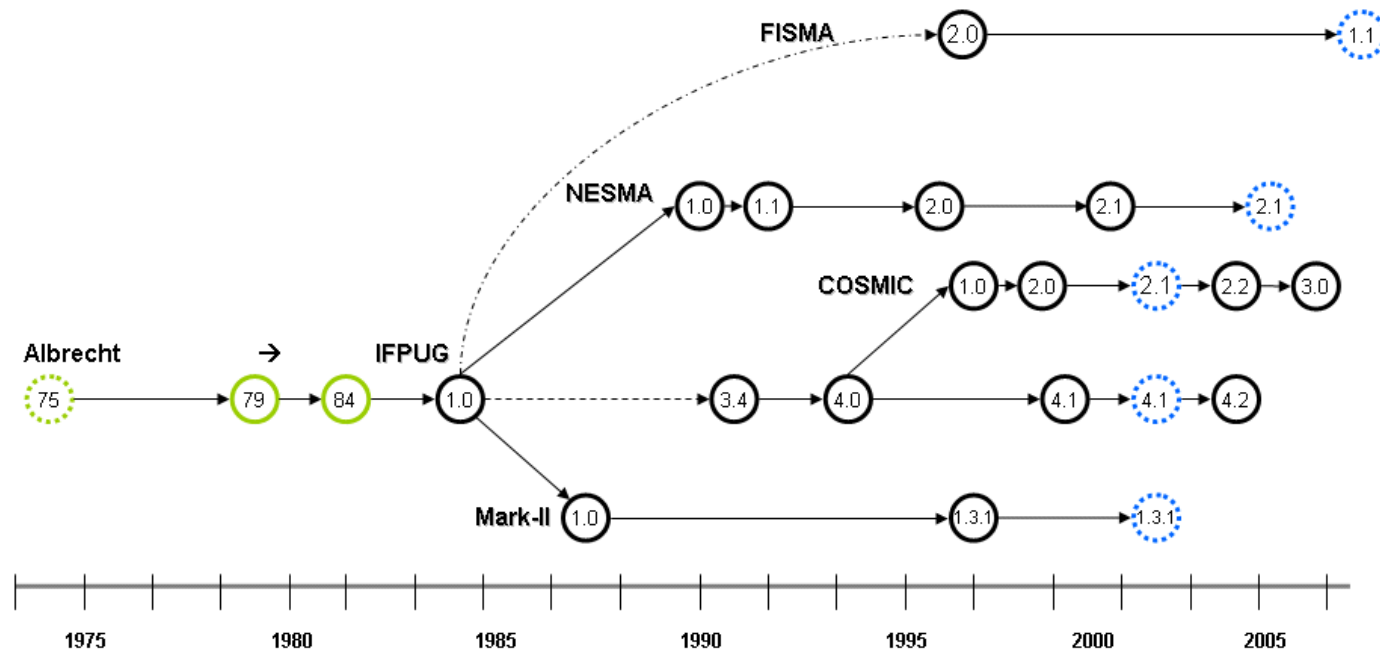 FISMA 2.0 1.1
NESMA 1.0 1.1 2.0 2.1 2.1
COSMIC 1.0 2.0 2.1 2.2 3.0
Albrecht → IFPUG
75 79 84 1.0 3.4 4.0 4.1 4.1 4.2
Mark-II 1.0 1.3.1 1.3.1
1975 1980 1985 1990 1995 2000 2005